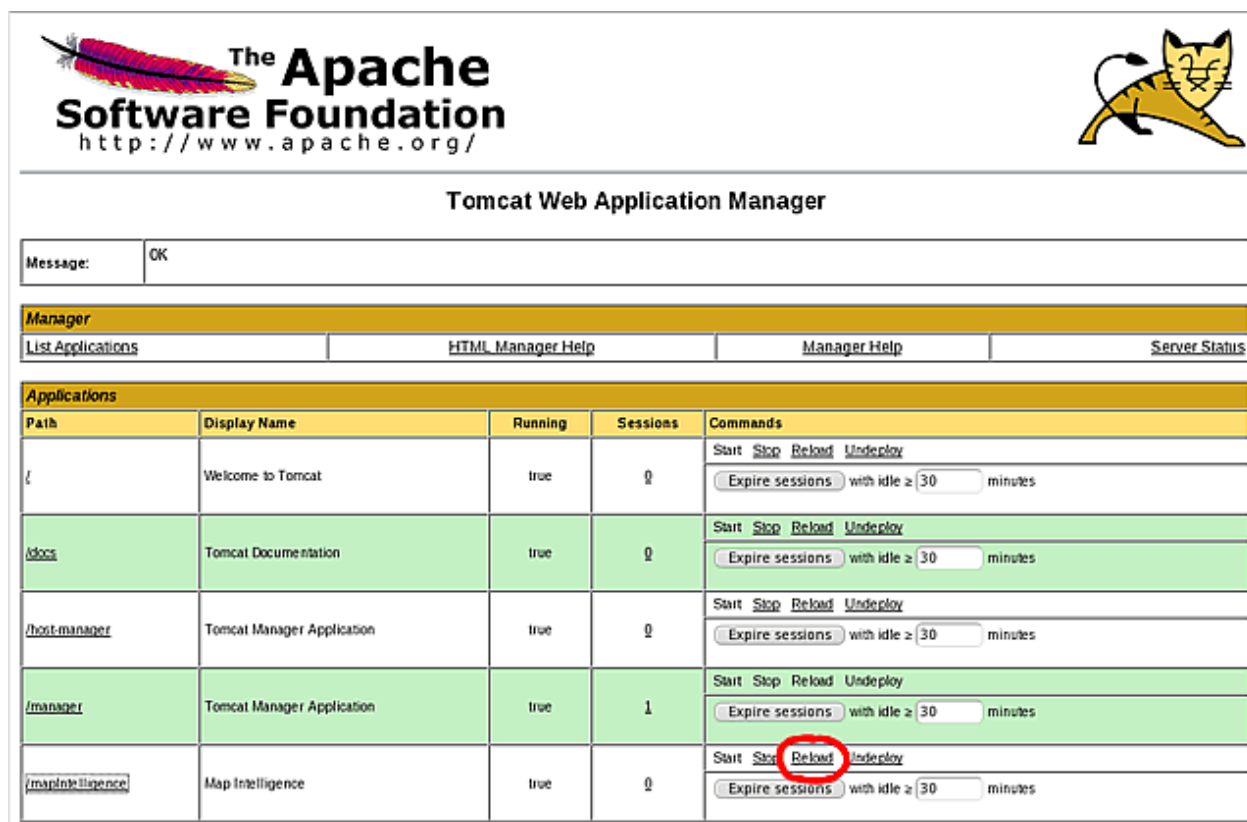 The Apache
Software Foundation
http://www.apache.org/
Tomcat Web Application Manager
Message: OK
Manager
List Applications HTML Manager Help Manager Help Server Status
Applications
Path Display Name Running Sessions Commands
/ Welcome to Tomcat true 0 Start Stop Reload Undeploy
Expire sessions with idle ≥ 30 minutes
/docs Tomcat Documentation true 0 Start Stop Reload Undeploy
Expire sessions with idle ≥ 30 minutes
/host-manager Tomcat Manager Application true 0 Start Stop Reload Undeploy
Expire sessions with idle ≥ 30 minutes
/manager Tomcat Manager Application true 1 Start Stop Reload Undeploy
Expire sessions with idle ≥ 30 minutes
/mapIntelligence Map Intelligence true 0 Start Stop Reload Undeploy
Expire sessions with idle ≥ 30 minutes